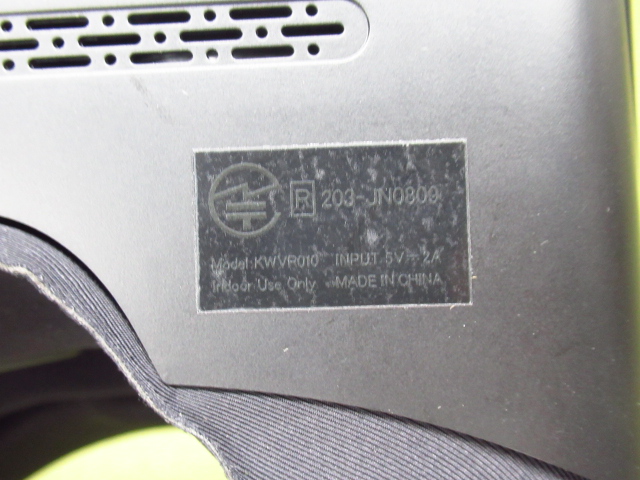 R 203-JN0809
Model:KWVR010 INPUT 5V⎓2A
Indoor Use Only MADE IN CHINA